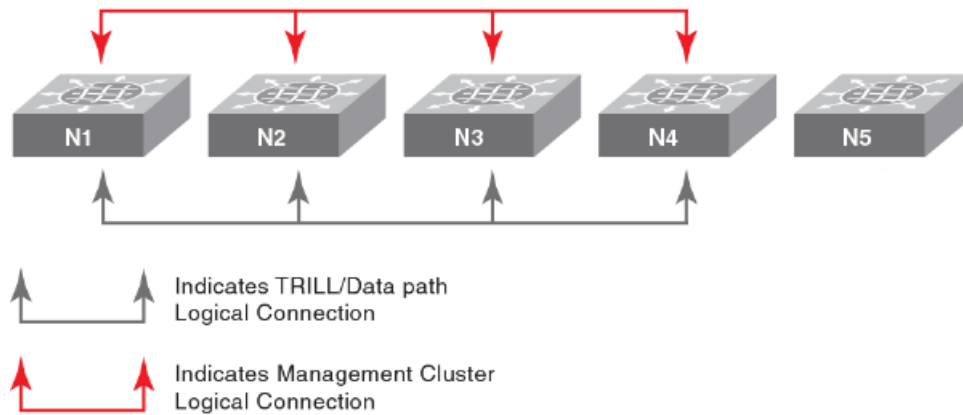 N1 N2 N3 N4 N5
Indicates TRILL/Data path
Logical Connection
Indicates Management Cluster
Logical Connection